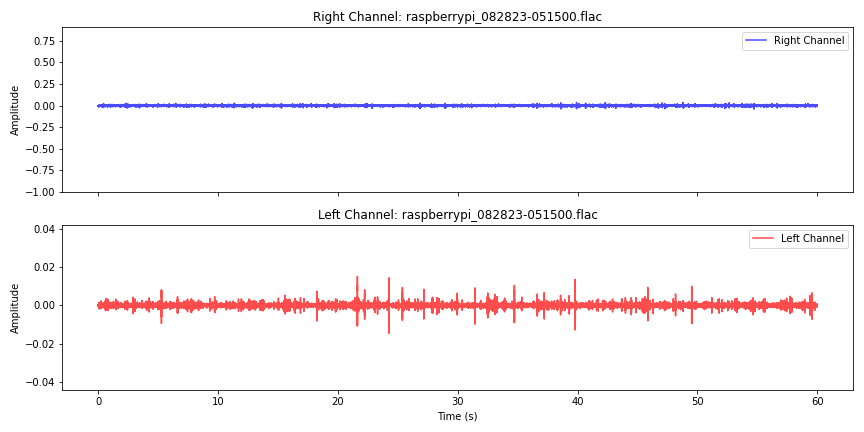 Right Channel: raspberrypi_082823-051500.flac
Right Channel
0.75
0.50
0.25
0.00
−0.25
−0.50
−0.75
−1.00
Amplitude
Left Channel: raspberrypi_082823-051500.flac
Left Channel
0.04
0.02
0.00
−0.02
−0.04
Amplitude
0 10 20 30 40 50 60
Time (s)